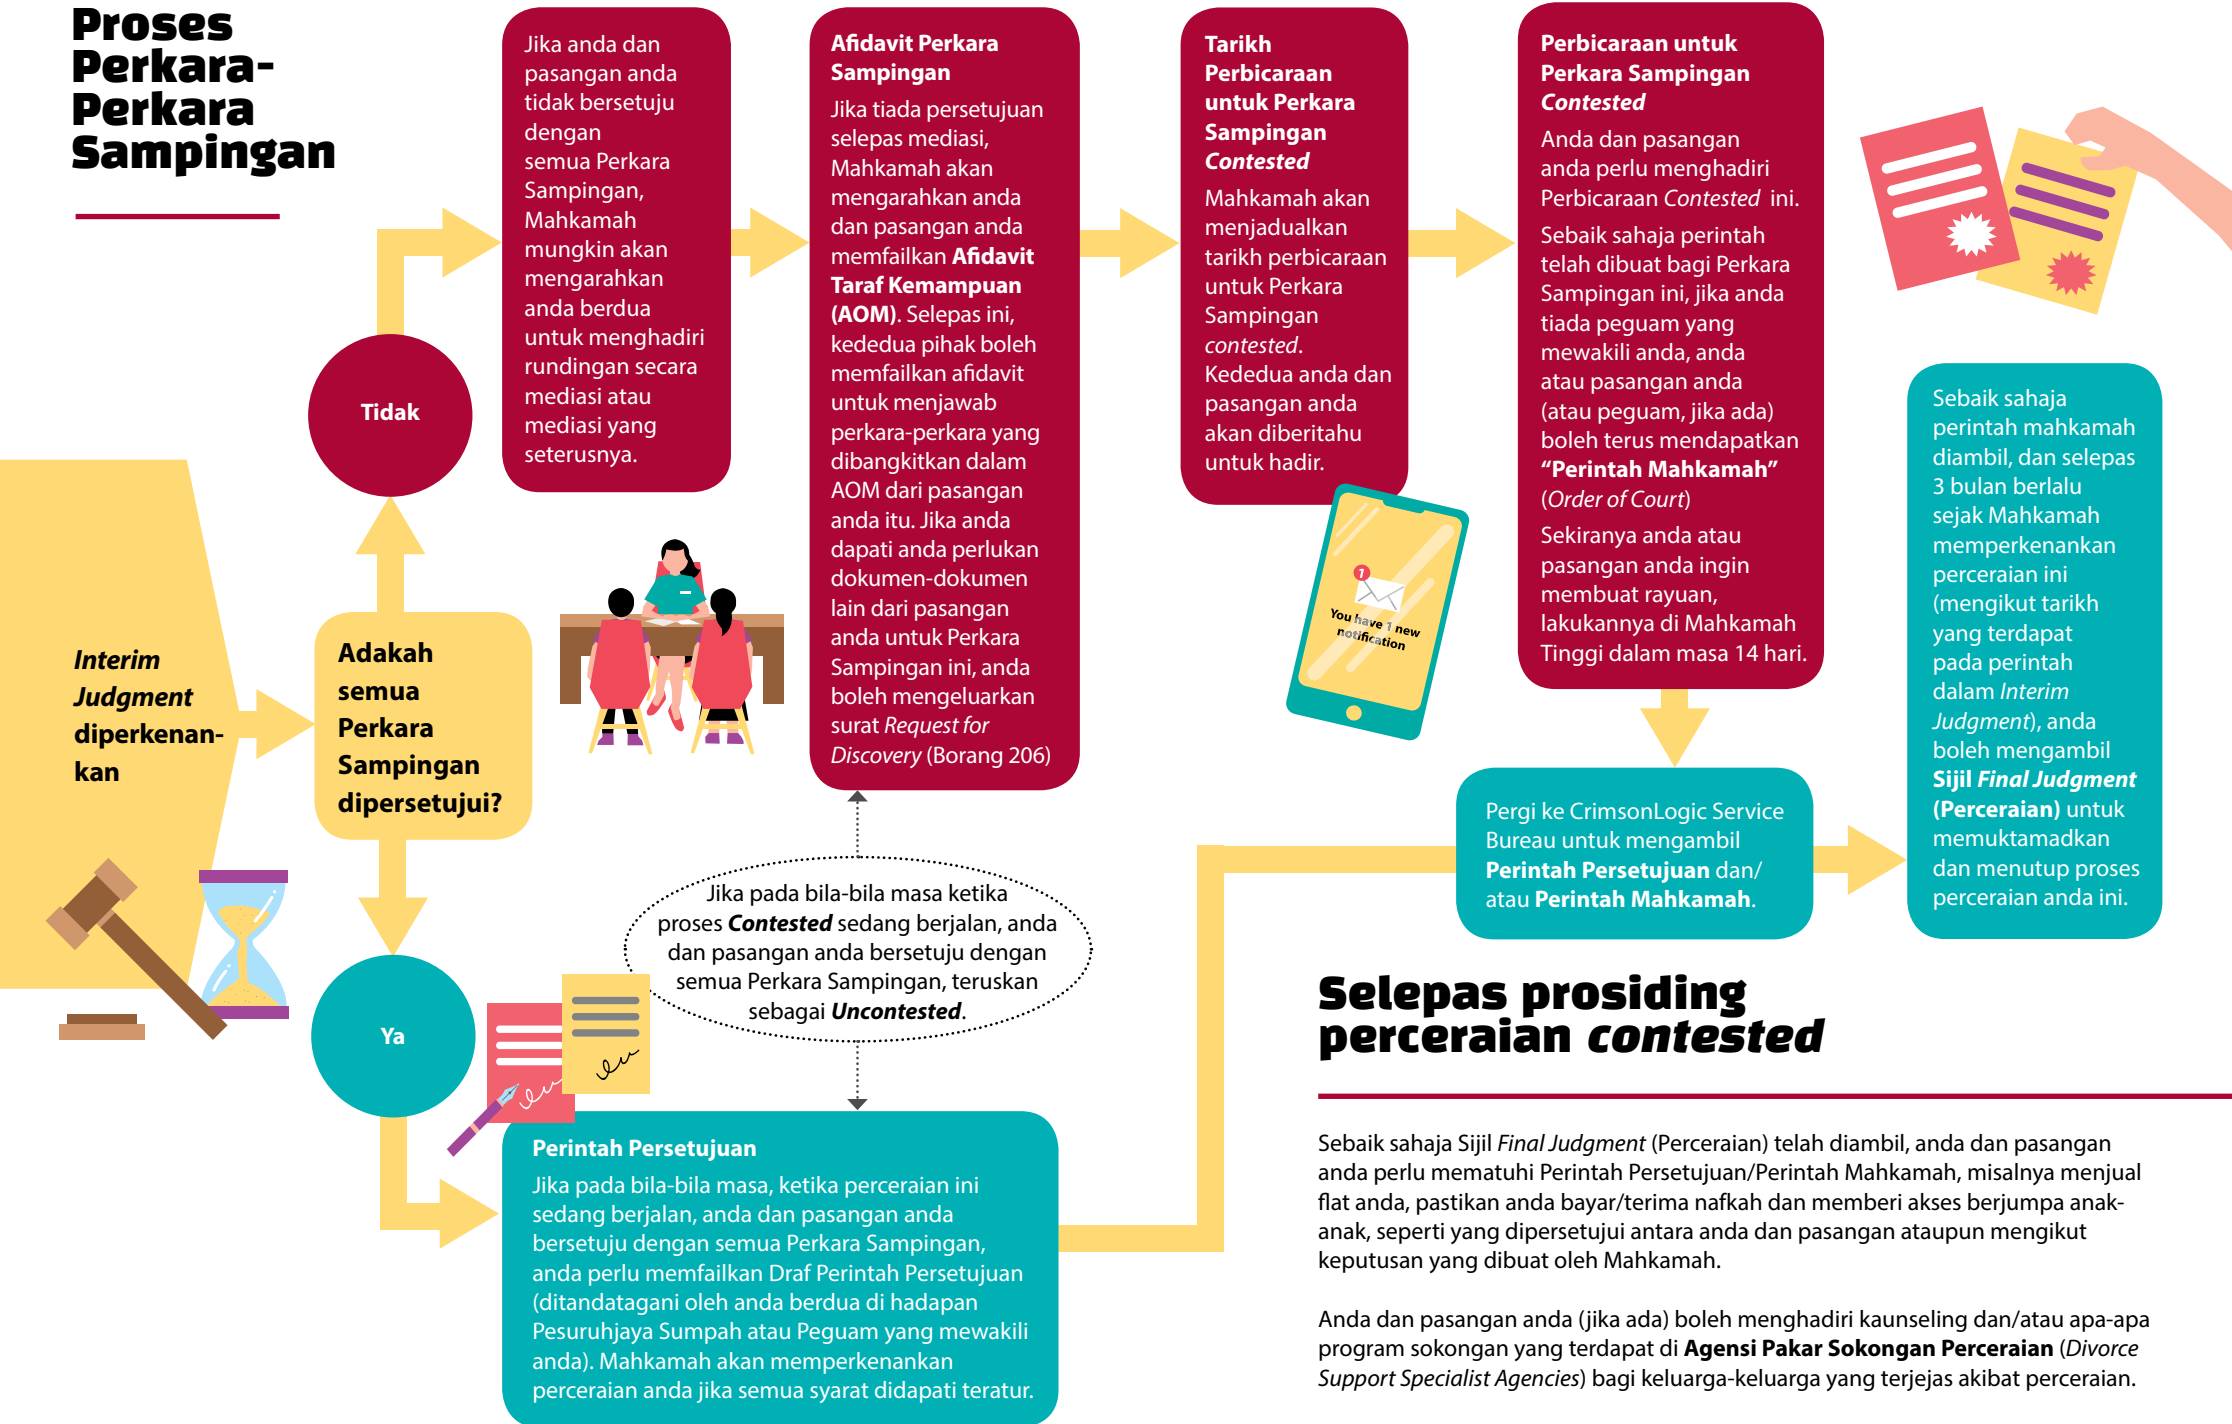 Proses
Perkara-
Perkara
Sampingan
Interim
Judgment
diperkenan-
kan
Adakah
semua
Perkara
Sampingan
dipersetujui?
Tidak
Jika anda dan
pasangan anda
tidak bersetuju
dengan
semua Perkara
Sampingan,
Mahkamah
mungkin akan
mengarahkan
anda berdua
untuk menghadiri
rundingan secara
mediasi atau
mediasi yang
seterusnya.
Afidavit Perkara
Sampingan
Jika tiada persetujuan
selepas mediasi,
Mahkamah akan
mengarahkan anda
dan pasangan anda
memfailkan Afidavit
Taraf Kemampuan
(AOM). Selepas ini,
kededua pihak boleh
memfailkan afidavit
untuk menjawab
perkara-perkara yang
dibangkitkan dalam
AOM dari pasangan
anda itu. Jika anda
dapati anda perlukan
dokumen-dokumen
lain dari pasangan
anda untuk Perkara
Sampingan ini, anda
boleh mengeluarkan
surat Request for
Discovery (Borang 206)
Tarikh
Perbicaraan
untuk Perkara
Sampingan
Contested
Mahkamah akan
menjadualkan
tarikh perbicaraan
untuk Perkara
Sampingan
contested.
Kededua anda dan
pasangan anda
akan diberitahu
untuk hadir.
1
You have 1 new
notification
Perbicaraan untuk
Perkara Sampingan
Contested
Anda dan pasangan
anda perlu menghadiri
Perbicaraan Contested ini.
Sebaik sahaja perintah
telah dibuat bagi Perkara
Sampingan ini, jika anda
tiada peguam yang
mewakili anda, anda
atau pasangan anda
(atau peguam, jika ada)
boleh terus mendapatkan
“Perintah Mahkamah”
(Order of Court)
Sekiranya anda atau
pasangan anda ingin
membuat rayuan,
lakukannya di Mahkamah
Tinggi dalam masa 14 hari.
Ya
Jika pada bila-bila masa ketika
proses Contested sedang berjalan, anda
dan pasangan anda bersetuju dengan
semua Perkara Sampingan, teruskan
sebagai Uncontested.
Perintah Persetujuan
Jika pada bila-bila masa, ketika perceraian ini
sedang berjalan, anda dan pasangan anda
bersetuju dengan semua Perkara Sampingan,
anda perlu memfailkan Draf Perintah Persetujuan
(ditandatagani oleh anda berdua di hadapan
Pesuruhjaya Sumpah atau Peguam yang mewakili
anda). Mahkamah akan memperkenankan
perceraian anda jika semua syarat didapati teratur.
Pergi ke CrimsonLogic Service
Bureau untuk mengambil
Perintah Persetujuan dan/
atau Perintah Mahkamah.
Sebaik sahaja
perintah mahkamah
diambil, dan selepas
3 bulan berlalu
sejak Mahkamah
memperkenankan
perceraian ini
(mengikut tarikh
yang terdapat
pada perintah
dalam Interim
Judgment), anda
boleh mengambil
Sijil Final Judgment
(Perceraian) untuk
memuktamadkan
dan menutup proses
perceraian anda ini.
Selepas prosiding
perceraian contested
Sebaik sahaja Sijil Final Judgment (Perceraian) telah diambil, anda dan pasangan
anda perlu mematuhi Perintah Persetujuan/Perintah Mahkamah, misalnya menjual
flat anda, pastikan anda bayar/terima nafkah dan memberi akses berjumpa anak-
anak, seperti yang dipersetujui antara anda dan pasangan ataupun mengikut
keputusan yang dibuat oleh Mahkamah.
Anda dan pasangan anda (jika ada) boleh menghadiri kaunseling dan/atau apa-apa
program sokongan yang terdapat di Agensi Pakar Sokongan Perceraian (Divorce
Support Specialist Agencies) bagi keluarga-keluarga yang terjejas akibat perceraian.